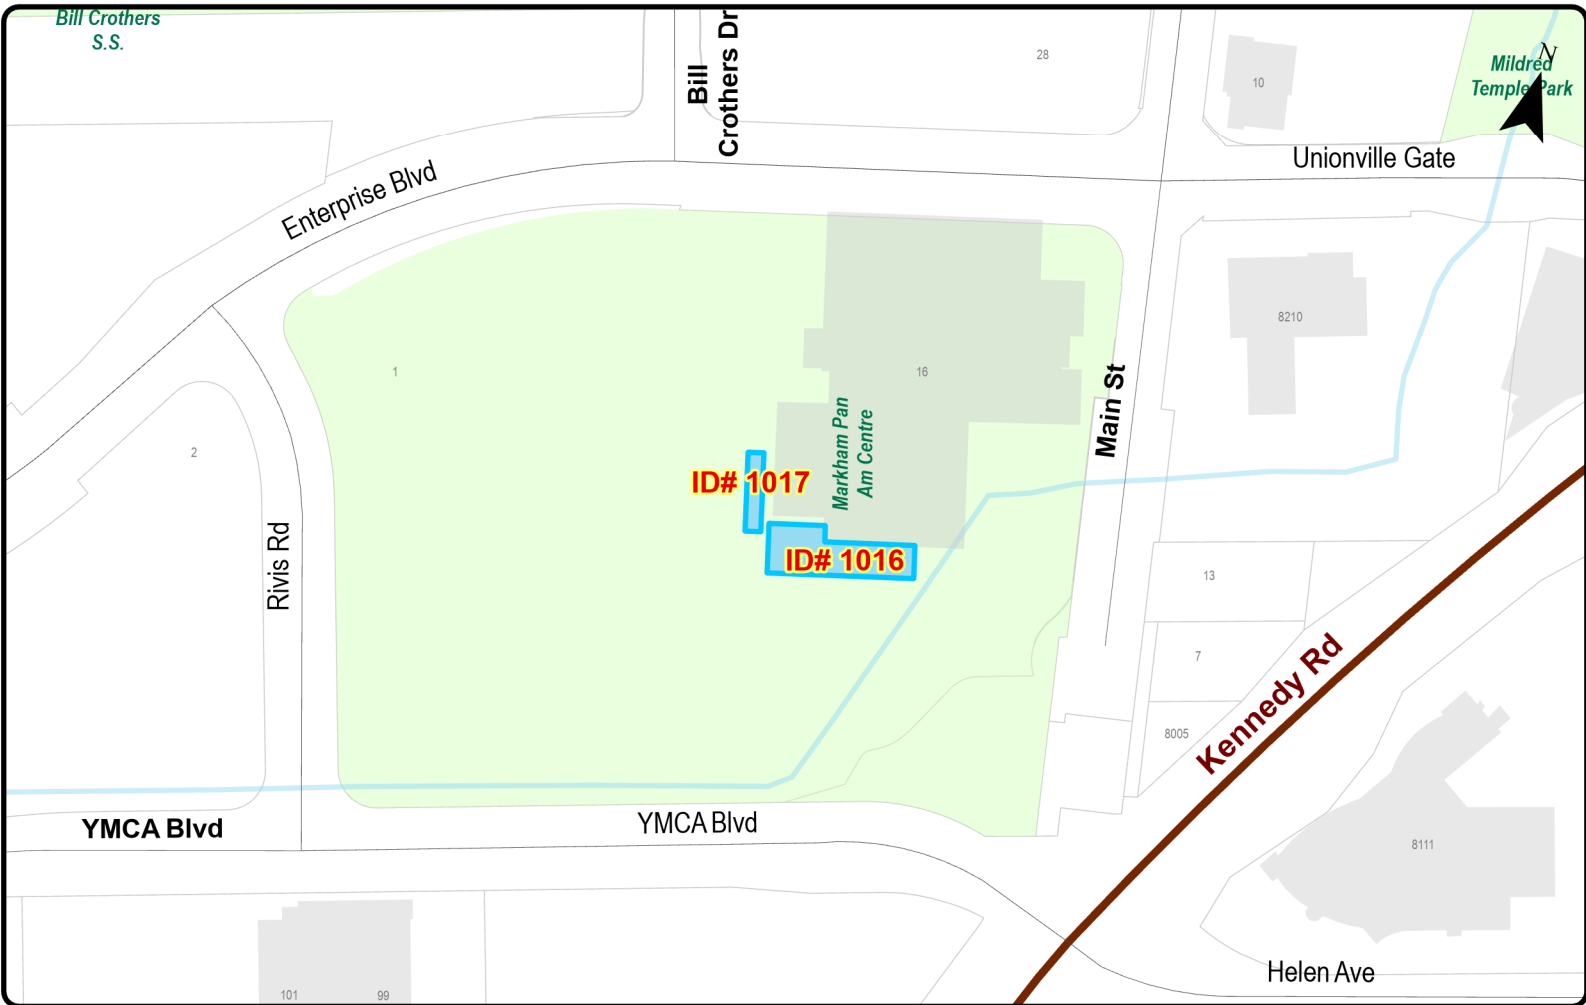 Bill Crothers
S.S.
Bill
Crothers Dr
28
10
N
Mildred
Temple Park
Unionville Gate
Enterprise Blvd
8210
1
16
Main St
Markham Pan
Am Centre
2
ID# 1017
ID# 1016
Rivis Rd
13
7
8005
Kennedy Rd
YMCA Blvd
YMCA Blvd
8111
Helen Ave
101
99